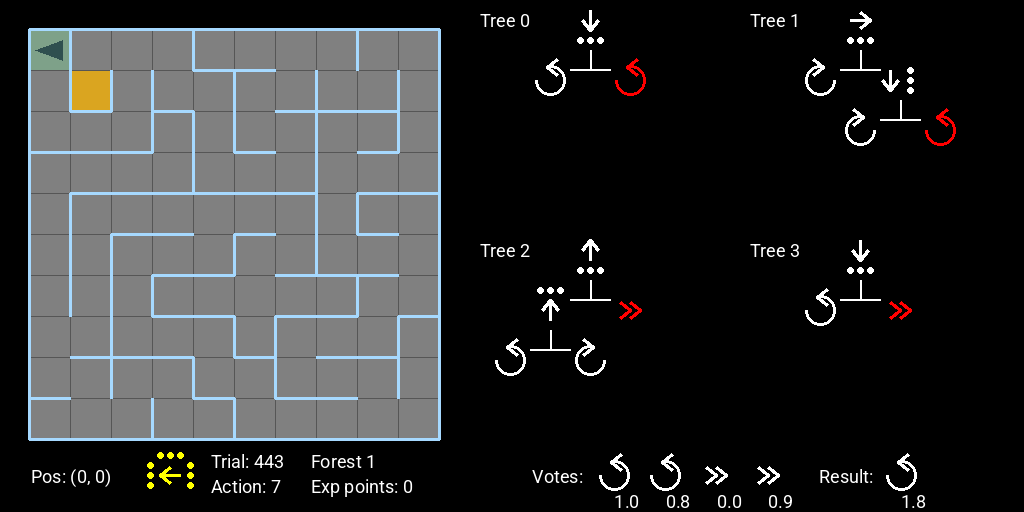 Tree 0
Tree 1
Tree 2
Tree 3
Pos: (0, 0)
Trial: 443
Forest 1
Action: 7
Exp points: 0
Votes:
1.0
0.8
0.0
0.9
Result:
1.8